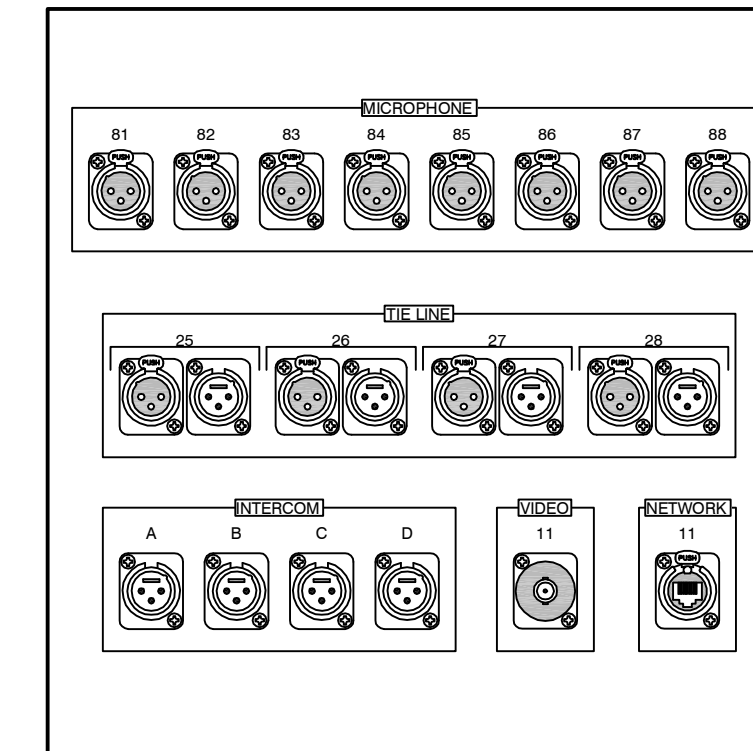 MICROPHONE
81 82 83 84 85 86 87 88
PUSH PUSH PUSH PUSH PUSH PUSH PUSH PUSH
TIE LINE
25 26 27 28
PUSH PUSH PUSH PUSH
INTERCOM VIDEO NETWORK
A B C D 11 11
PUSH